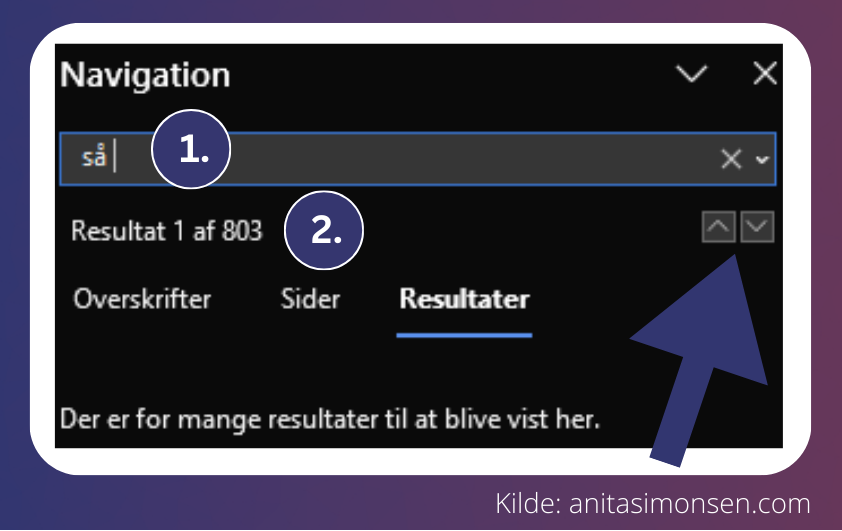 Navigation
så
1.
Resultat 1 af 803
2.
Overskrifter Sider Resultater
Der er for mange resultater til at blive vist her.
Kilde: anitasimonsen.com